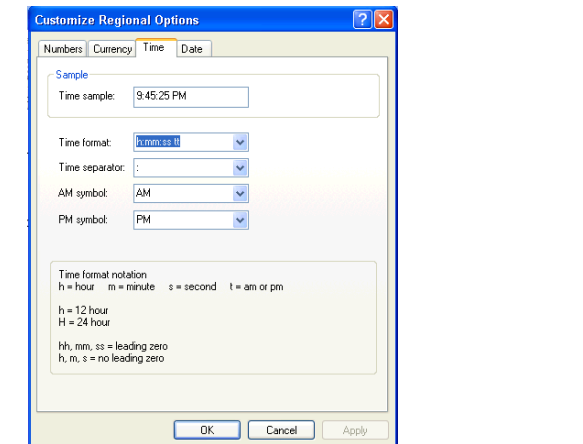 Customize Regional Options
Numbers Currency Time Date
Sample
Time sample: 9:45:25 PM
Time format: h:mm:ss tt
Time separator: :
AM symbol: AM
PM symbol: PM
Time format notation
h = hour m = minute s = second t = am or pm
h = 12 hour
H = 24 hour
hh, mm, ss = leading zero
h, m, s = no leading zero
OK Cancel Apply